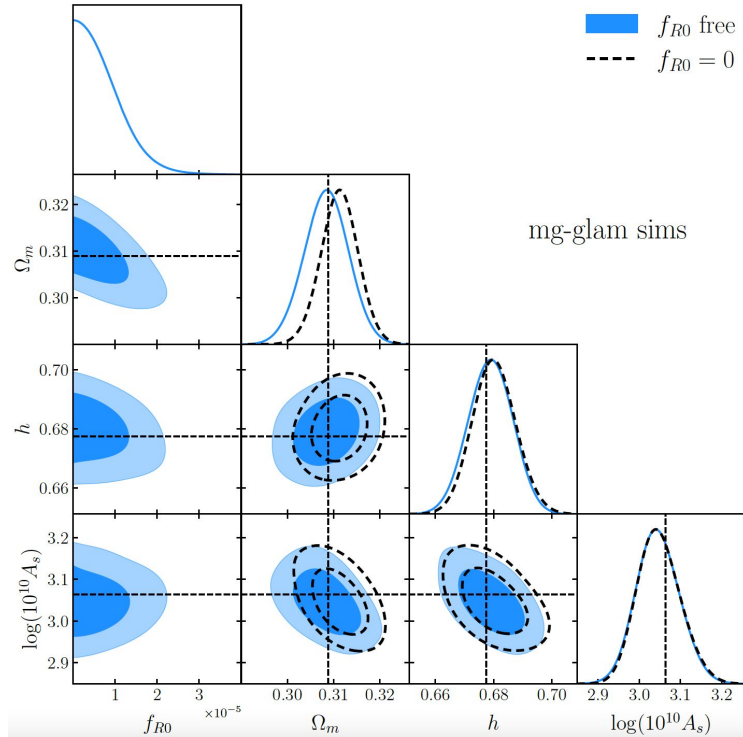 f_{R0} free
f_{R0} = 0
mg-glam sims
0.32
0.31
0.30
Ω_m
0.70
0.68
0.66
h
3.2
3.1
3.0
2.9
log(10^{10}A_s)
1 2 3
×10^{-5}
0.30 0.31 0.32
0.66 0.68 0.70
2.9 3.0 3.1 3.2
f_{R0} Ω_m h log(10^{10}A_s)